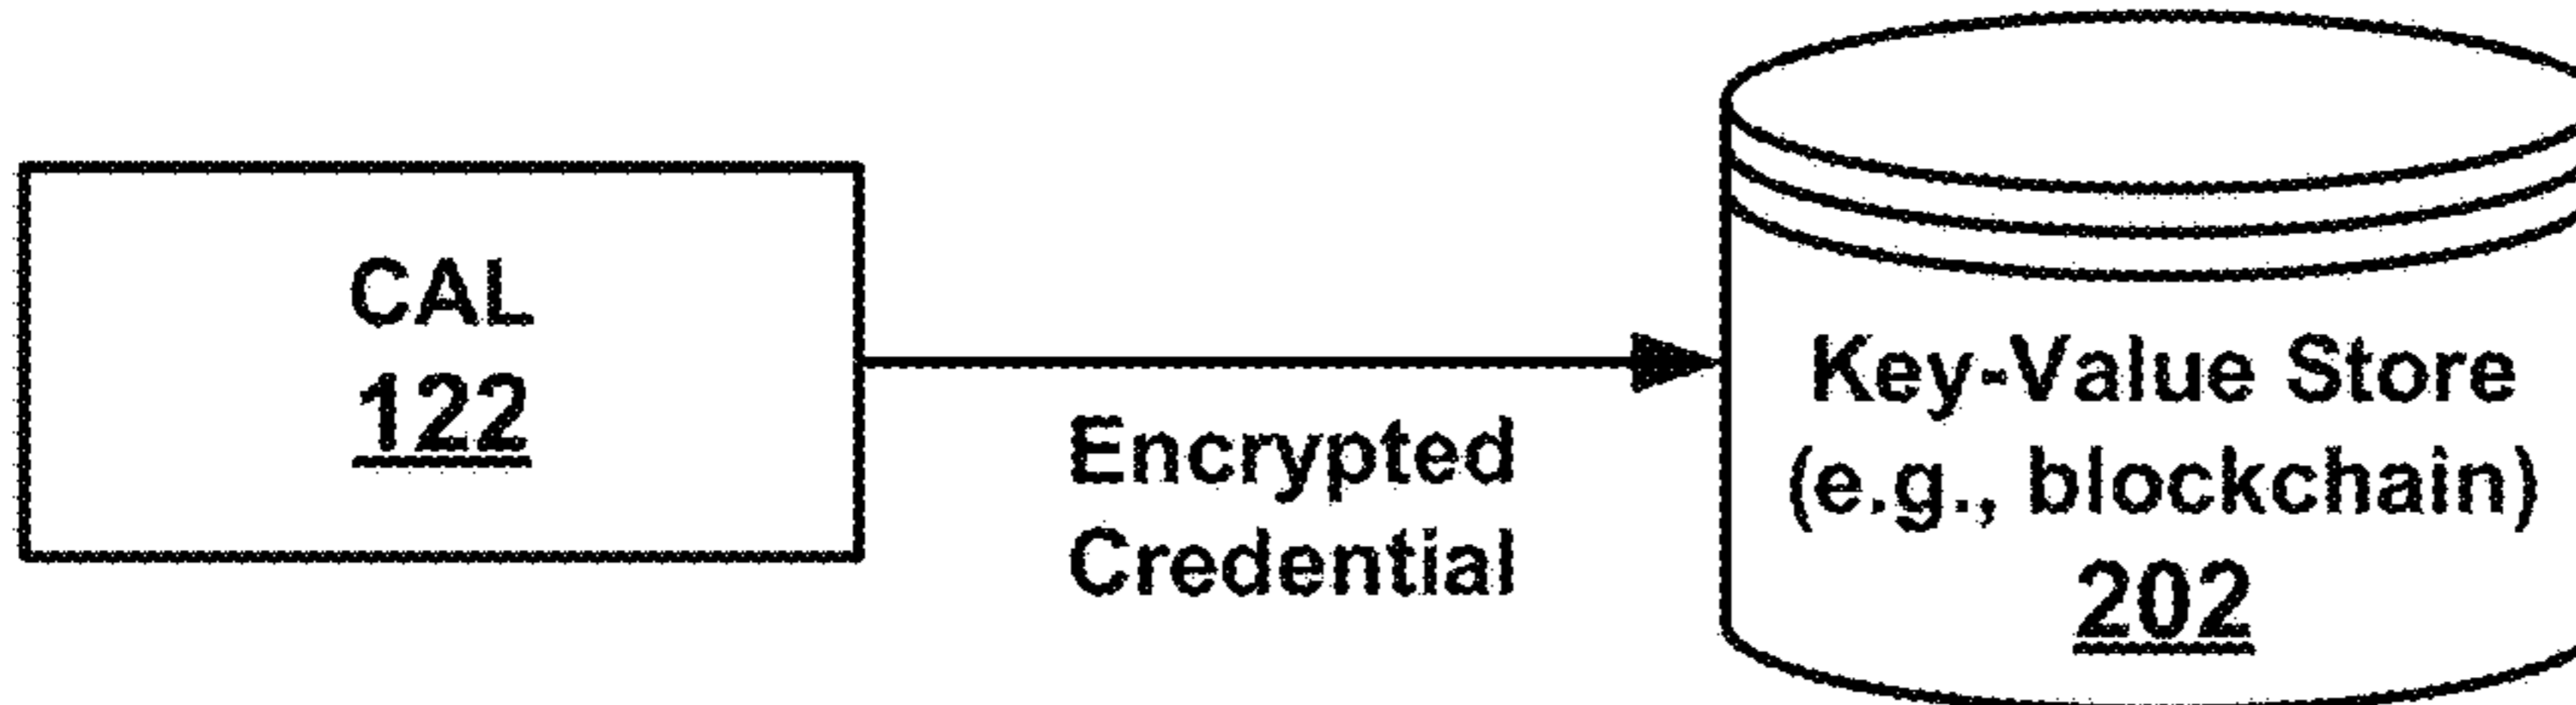 CAL
122
Encrypted
Credential
Key-Value Store
(e.g., blockchain)
202